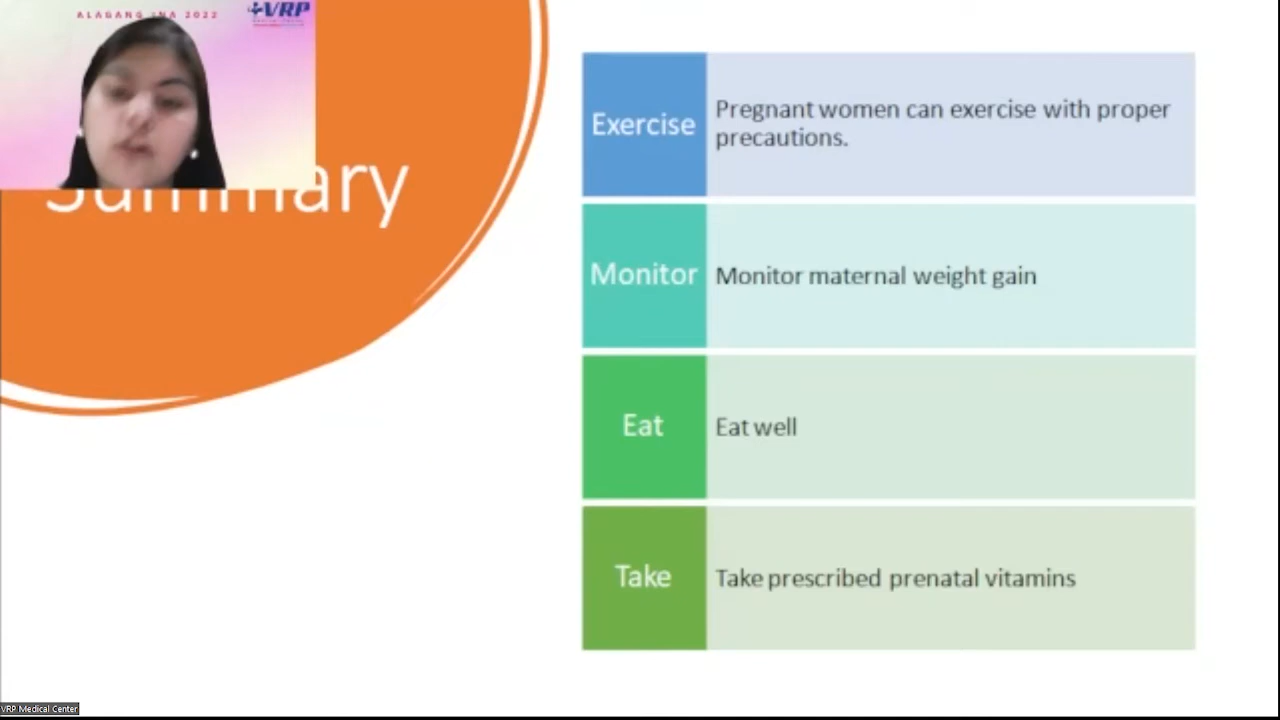 ALAGANG INA 2022
VRP
Summary
Exercise
Pregnant women can exercise with proper
precautions.
Monitor
Monitor maternal weight gain
Eat
Eat well
Take
Take prescribed prenatal vitamins
VRP Medical Center